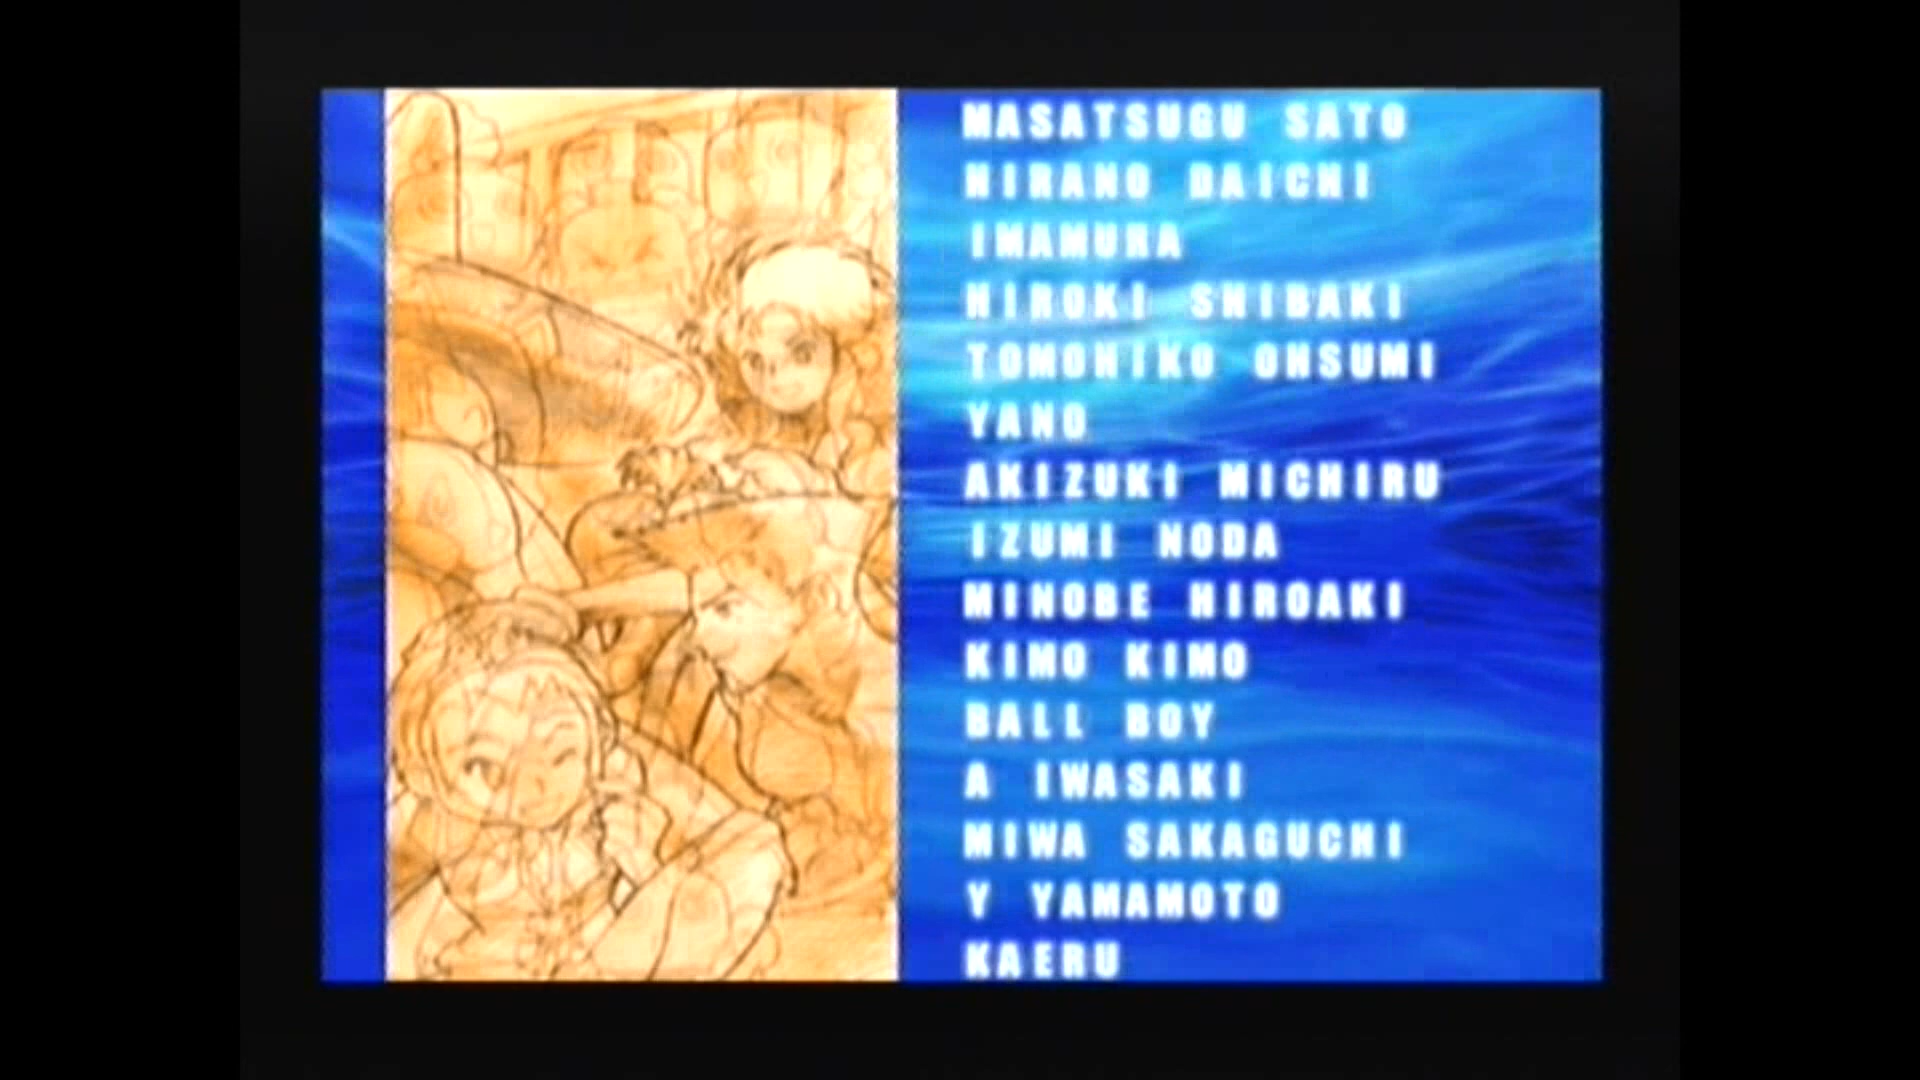 MASATSUGU SATO
HIRANO DAICHI
IMAMURA
HIROKI SHIBAKI
TOMOHIKO OHSUMI
YANO
AKIZUKI MICHIRU
IZUMI NODA
MINOBE HIROAKI
KIMO KIMO
BALL BOY
A IWASAKI
MIWA SAKAGUCHI
Y YAMAMOTO
KAERU